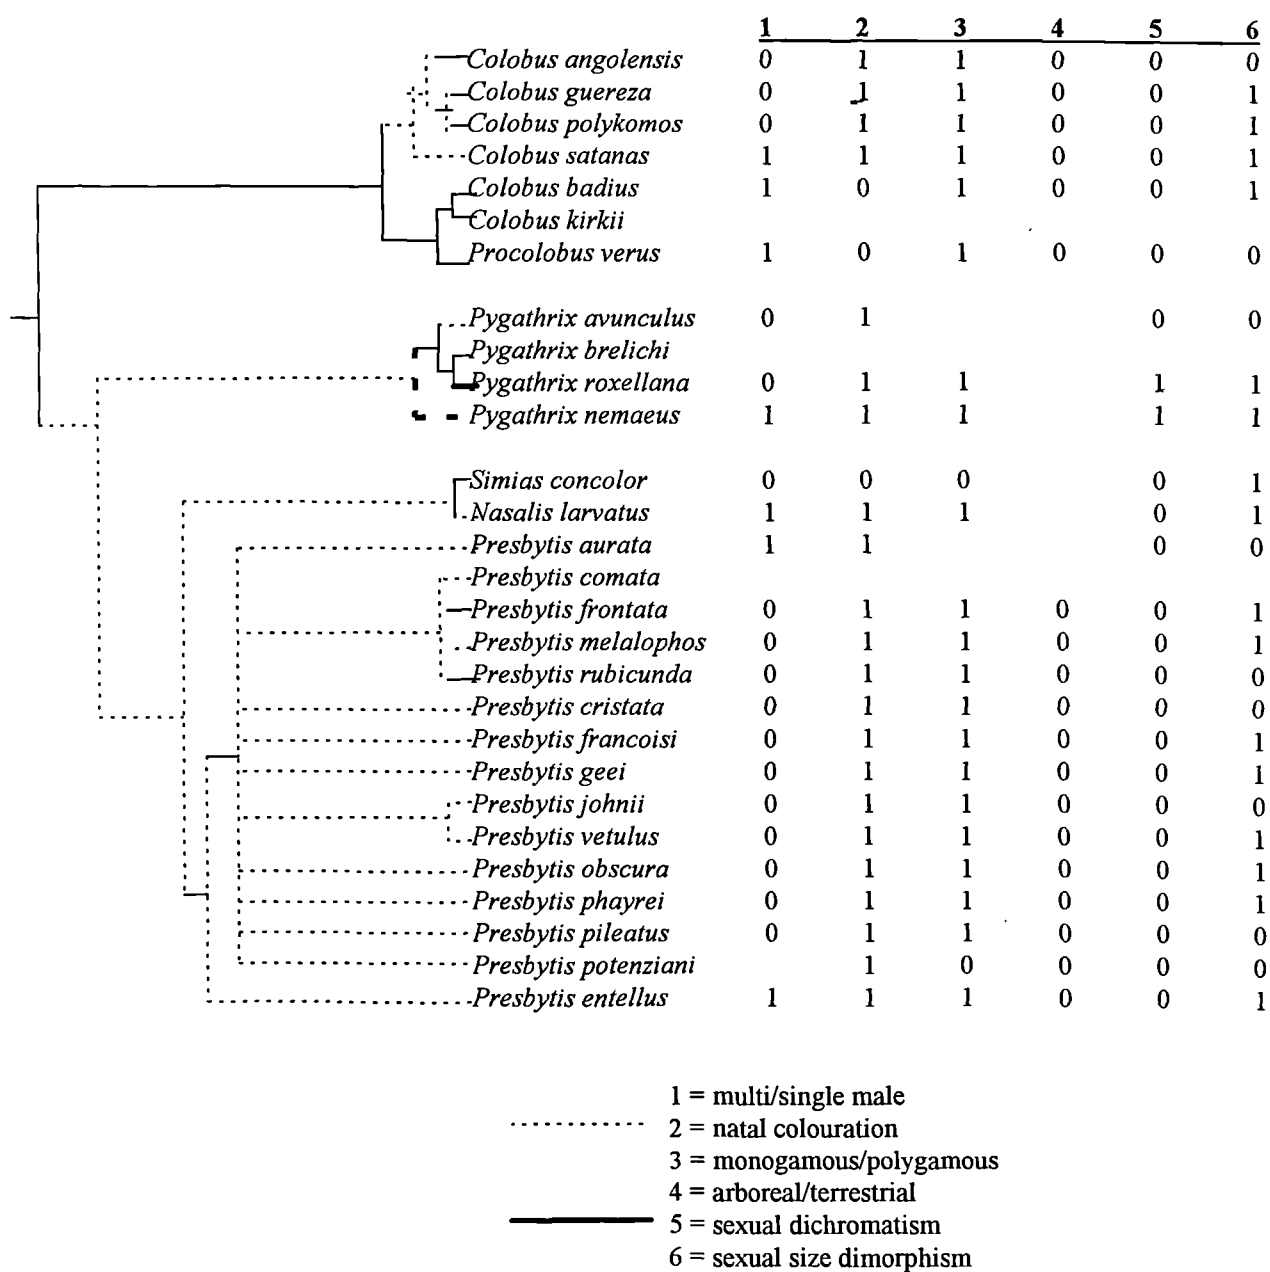 1 2 3 4 5 6
Colobus angolensis 0 1 1 0 0 0
Colobus guereza 0 1 1 0 0 1
Colobus polykomos 0 1 1 0 0 1
Colobus satanas 1 1 1 0 0 1
Colobus badius 1 0 1 0 0 1
Colobus kirkii
Procolobus verus 1 0 1 0 0 0
Pygathrix avunculus 0 1 0 0
Pygathrix brelichi
Pygathrix roxellana 0 1 1 1 1
Pygathrix nemaeus 1 1 1 1 1
Simias concolor 0 0 0 0 1
Nasalis larvatus 1 1 1 0 1
Presbytis aurata 1 1 0 0
Presbytis comata
Presbytis frontata 0 1 1 0 0 1
Presbytis melalophos 0 1 1 0 0 1
Presbytis rubicunda 0 1 1 0 0 0
Presbytis cristata 0 1 1 0 0 0
Presbytis francoisi 0 1 1 0 0 1
Presbytis geei 0 1 1 0 0 1
Presbytis johnii 0 1 1 0 0 0
Presbytis vetulus 0 1 1 0 0 1
Presbytis obscura 0 1 1 0 0 1
Presbytis phayrei 0 1 1 0 0 1
Presbytis pileatus 0 1 1 0 0 0
Presbytis potenziani 1 0 0 0 0
Presbytis entellus 1 1 1 0 0 1
1 = multi/single male
2 = natal colouration
3 = monogamous/polygamous
4 = arboreal/terrestrial
5 = sexual dichromatism
6 = sexual size dimorphism